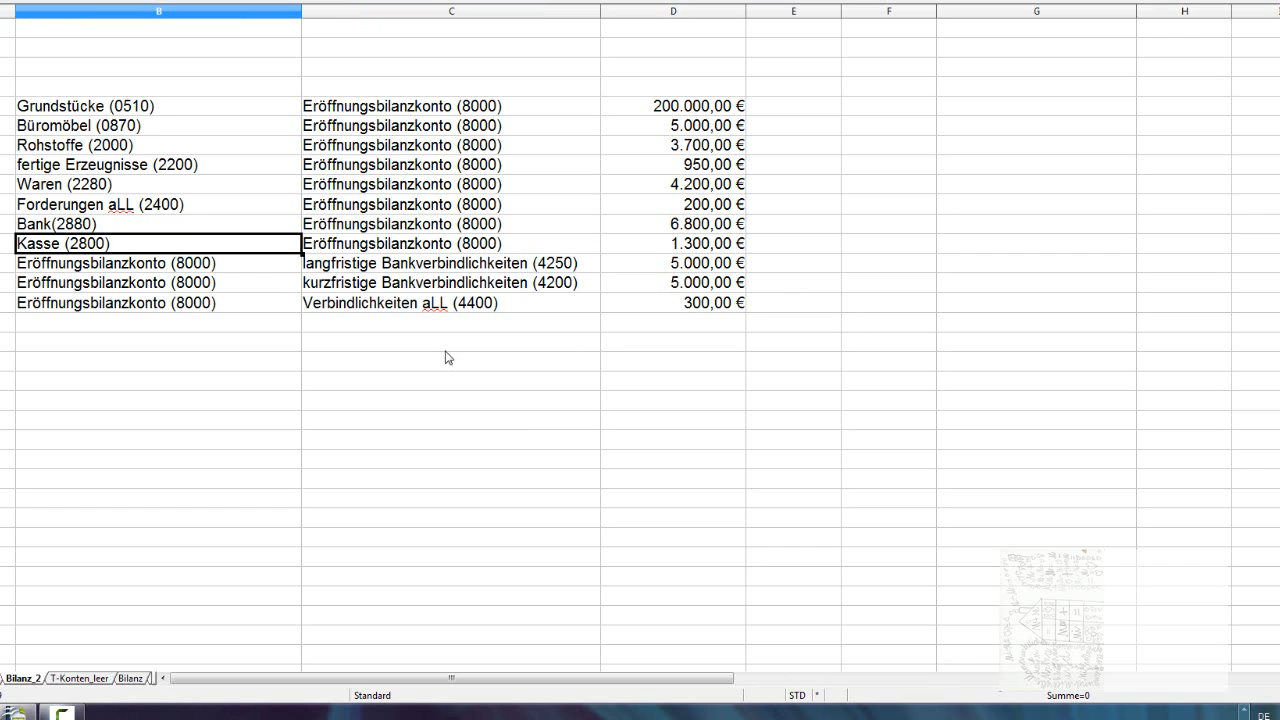 B C D E F G H
Grundstücke (0510) Eröffnungsbilanzkonto (8000) 200.000,00 €
Büromöbel (0870) Eröffnungsbilanzkonto (8000) 5.000,00 €
Rohstoffe (2000) Eröffnungsbilanzkonto (8000) 3.700,00 €
fertige Erzeugnisse (2200) Eröffnungsbilanzkonto (8000) 950,00 €
Waren (2280) Eröffnungsbilanzkonto (8000) 4.200,00 €
Forderungen aLL (2400) Eröffnungsbilanzkonto (8000) 200,00 €
Bank(2880) Eröffnungsbilanzkonto (8000) 6.800,00 €
Kasse (2800) Eröffnungsbilanzkonto (8000) 1.300,00 €
Eröffnungsbilanzkonto (8000) langfristige Bankverbindlichkeiten (4250) 5.000,00 €
Eröffnungsbilanzkonto (8000) kurzfristige Bankverbindlichkeiten (4200) 5.000,00 €
Eröffnungsbilanzkonto (8000) Verbindlichkeiten aLL (4400) 300,00 €
Bilanz_2 T-Konten_leer Bilanz
Standard STD * Summe=0
DE